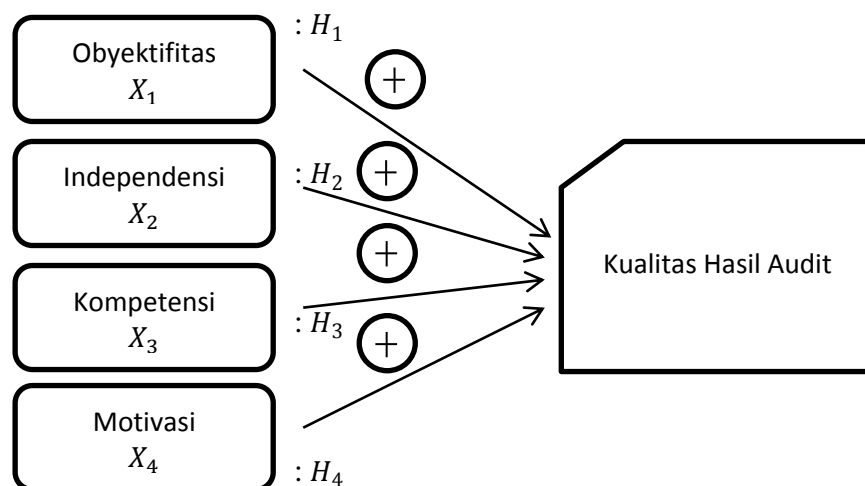 Obyektifitas
X₁
: H₁
+
Independensi
X₂
: H₂
+
Kompetensi
X₃
: H₃
+
Motivasi
X₄
: H₄
+
Kualitas Hasil Audit